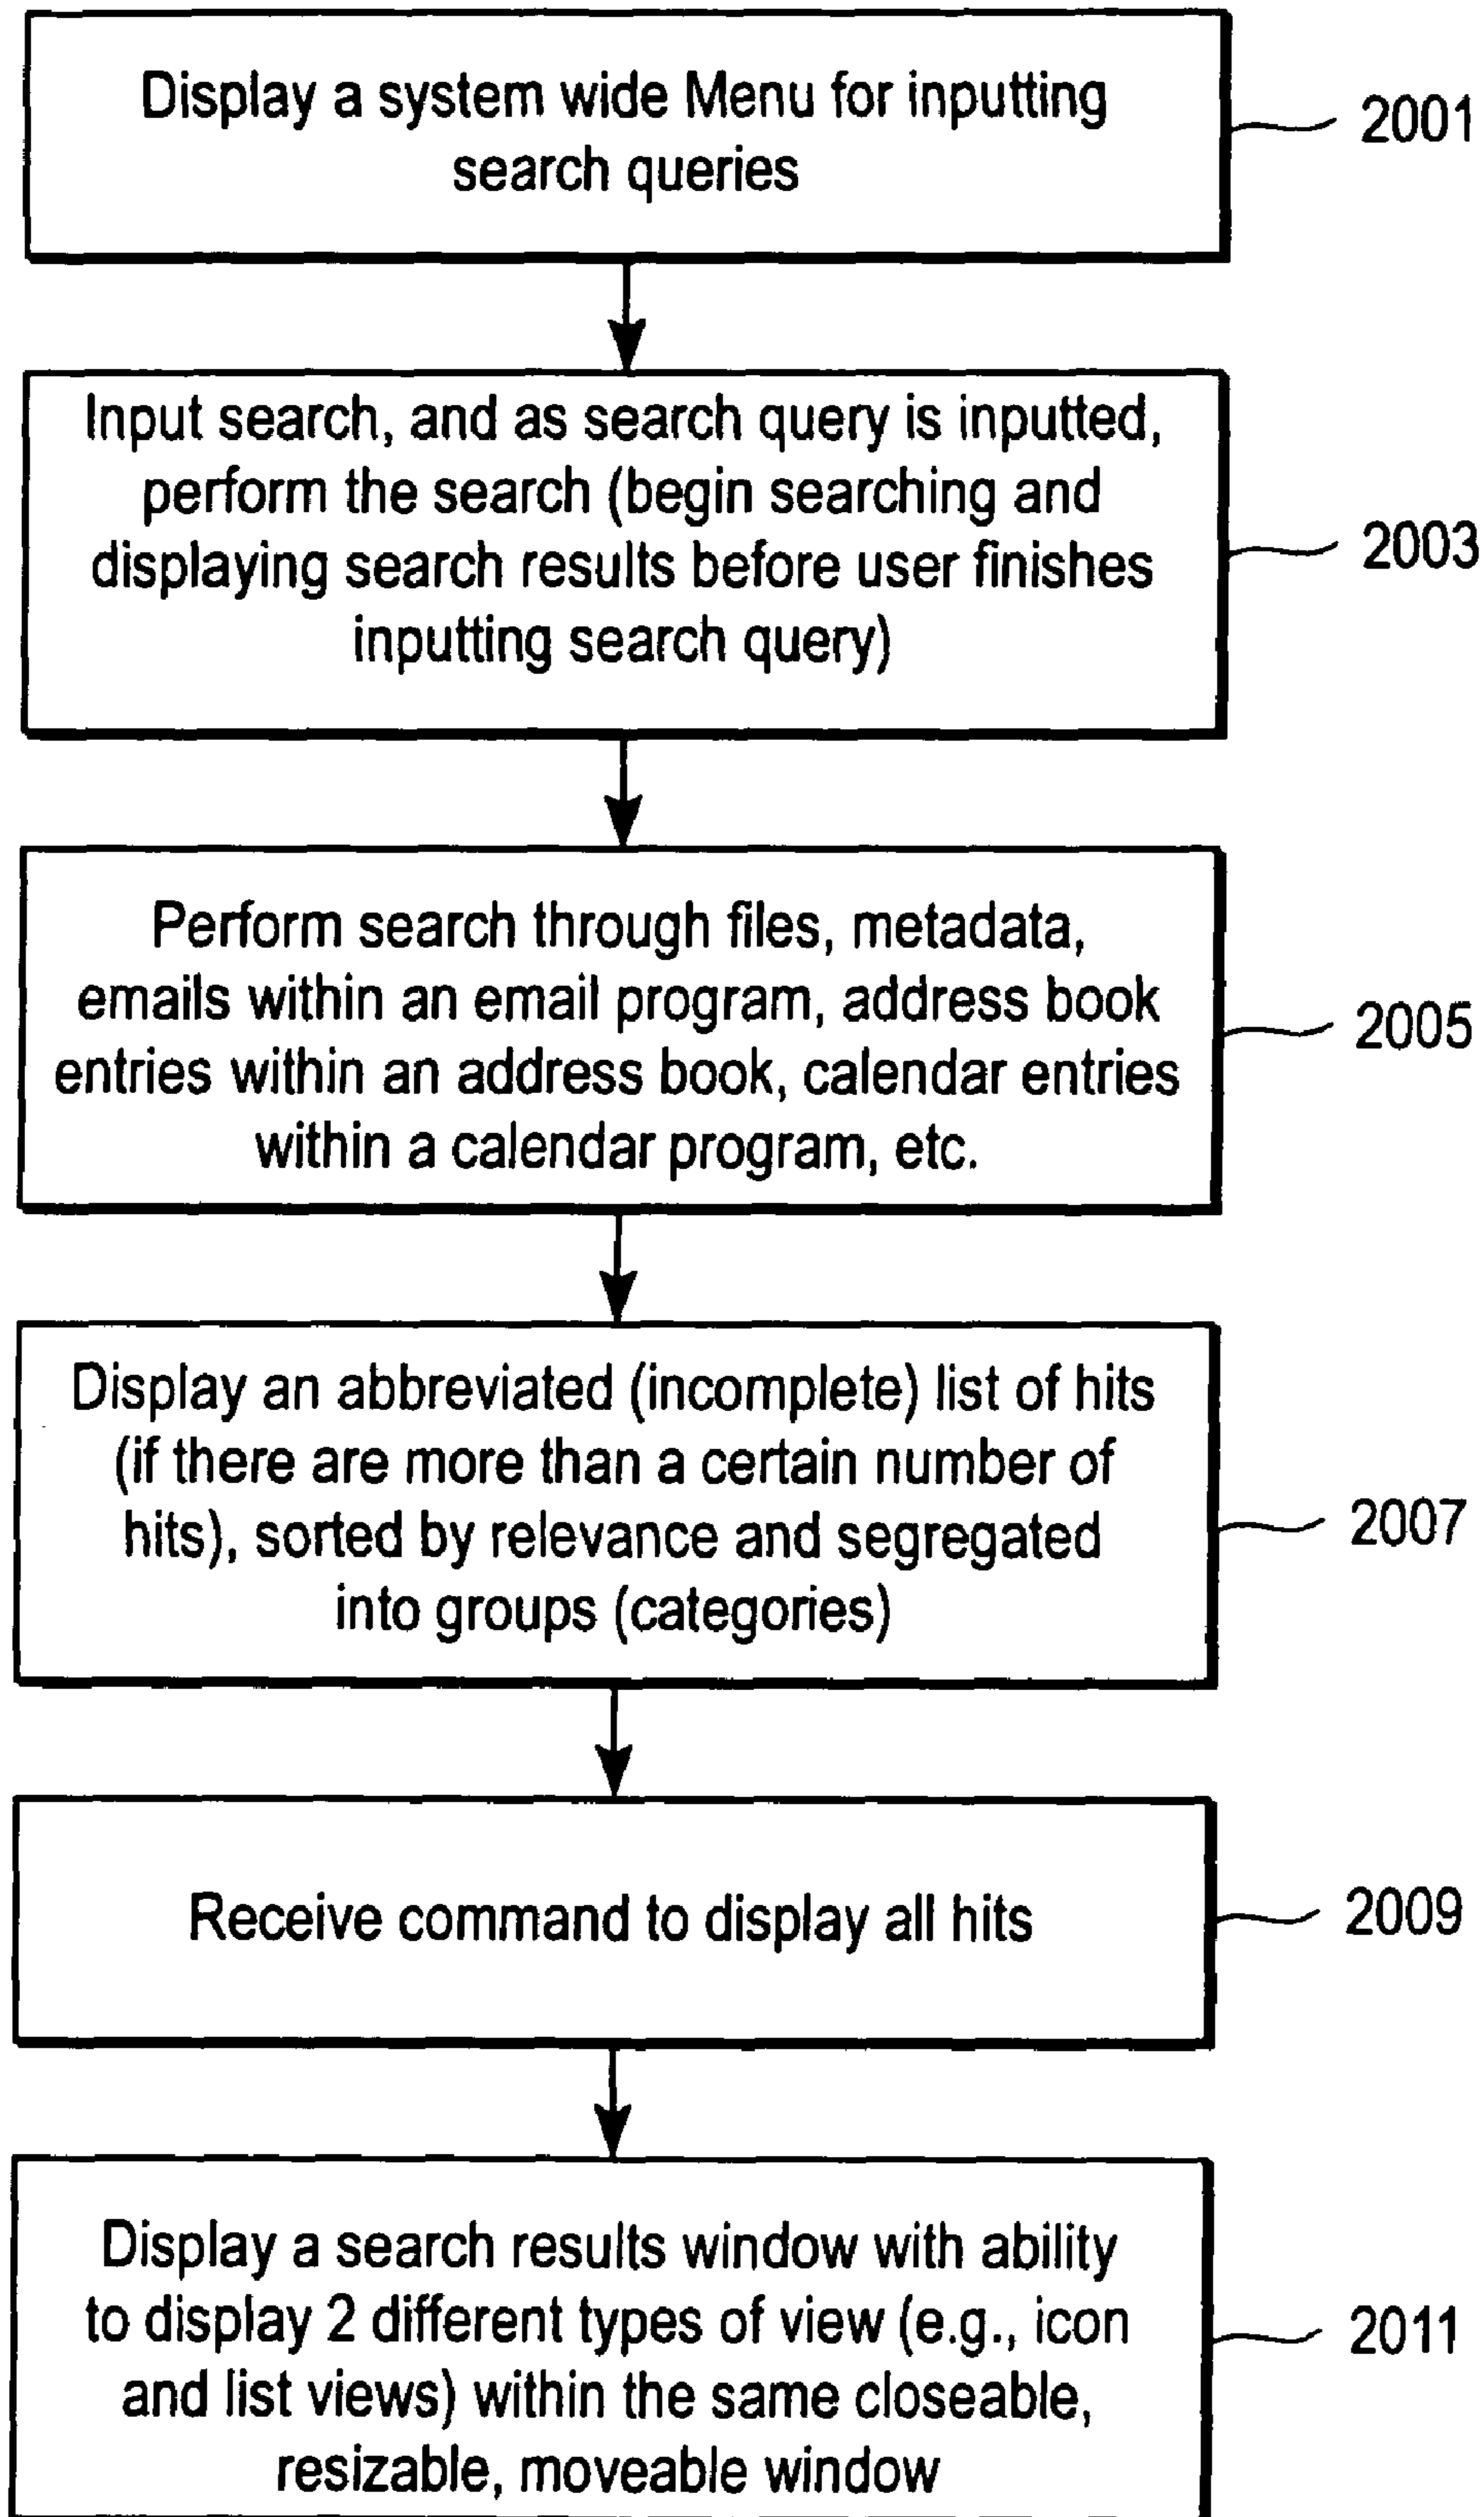 Display a system wide Menu for inputting
search queries
2001
Input search, and as search query is inputted,
perform the search (begin searching and
displaying search results before user finishes
inputting search query)
2003
Perform search through files, metadata,
emails within an email program, address book
entries within an address book, calendar entries
within a calendar program, etc.
2005
Display an abbreviated (incomplete) list of hits
(if there are more than a certain number of
hits), sorted by relevance and segregated
into groups (categories)
2007
Receive command to display all hits
2009
Display a search results window with ability
to display 2 different types of view (e.g., icon
and list views) within the same closeable,
resizable, moveable window
2011